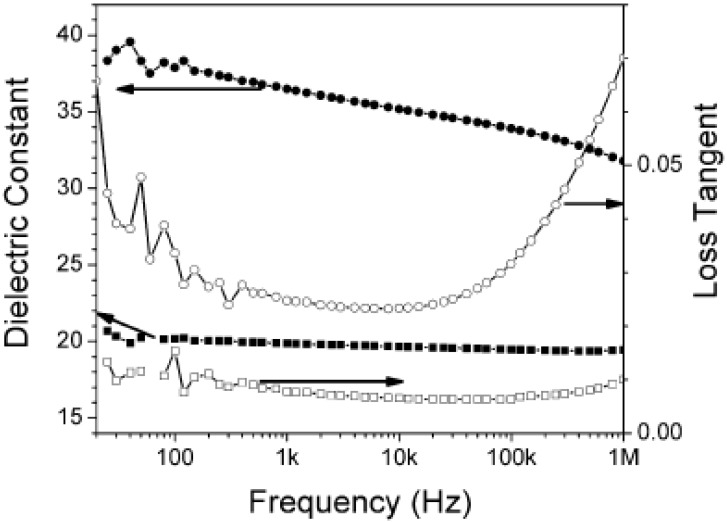 Dielectric Constant
40
35
30
25
20
15
0.05
0.00
Loss Tangent
100
1k
10k
100k
1M
Frequency (Hz)